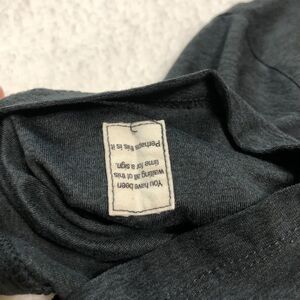 You have been
waiting all of this
time for a sign.
Perhaps this is it